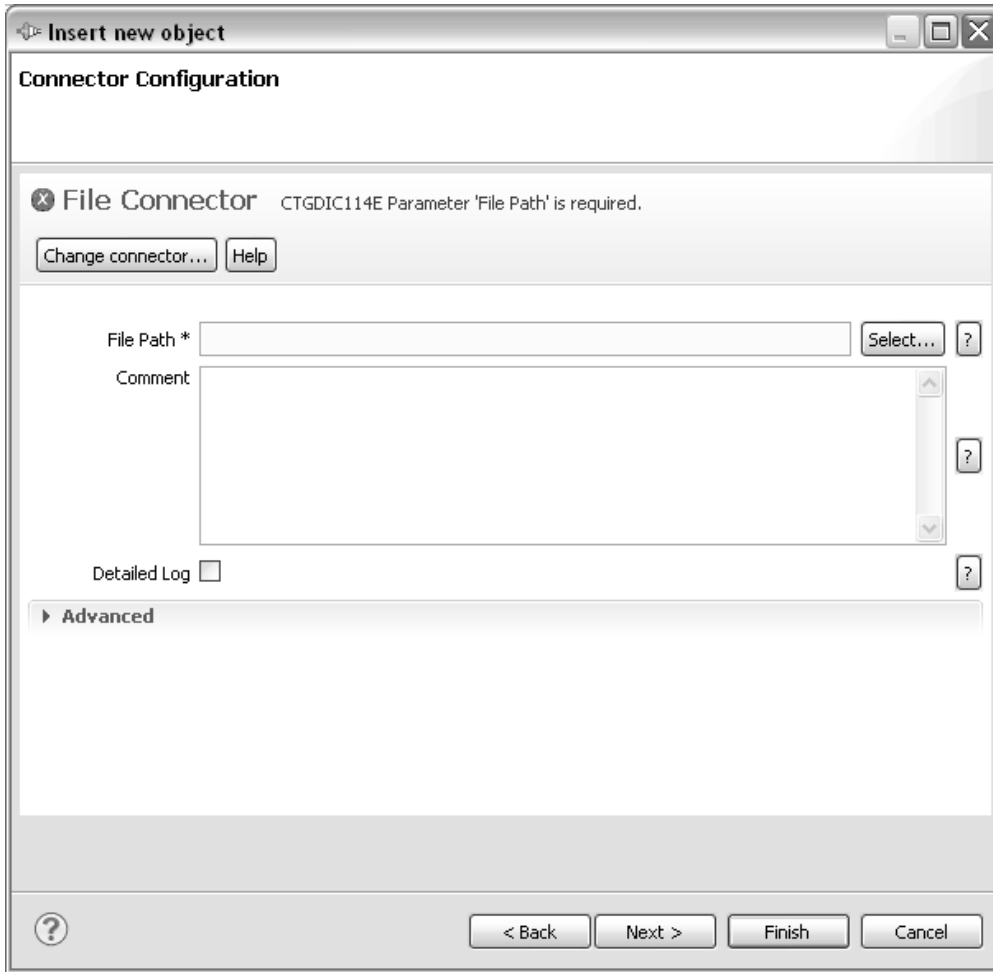 Insert new object
Connector Configuration
File Connector CTGDIC114E Parameter 'File Path' is required.
Change connector... Help
File Path * Select... ?
Comment
?
Detailed Log ?
Advanced
? < Back Next > Finish Cancel